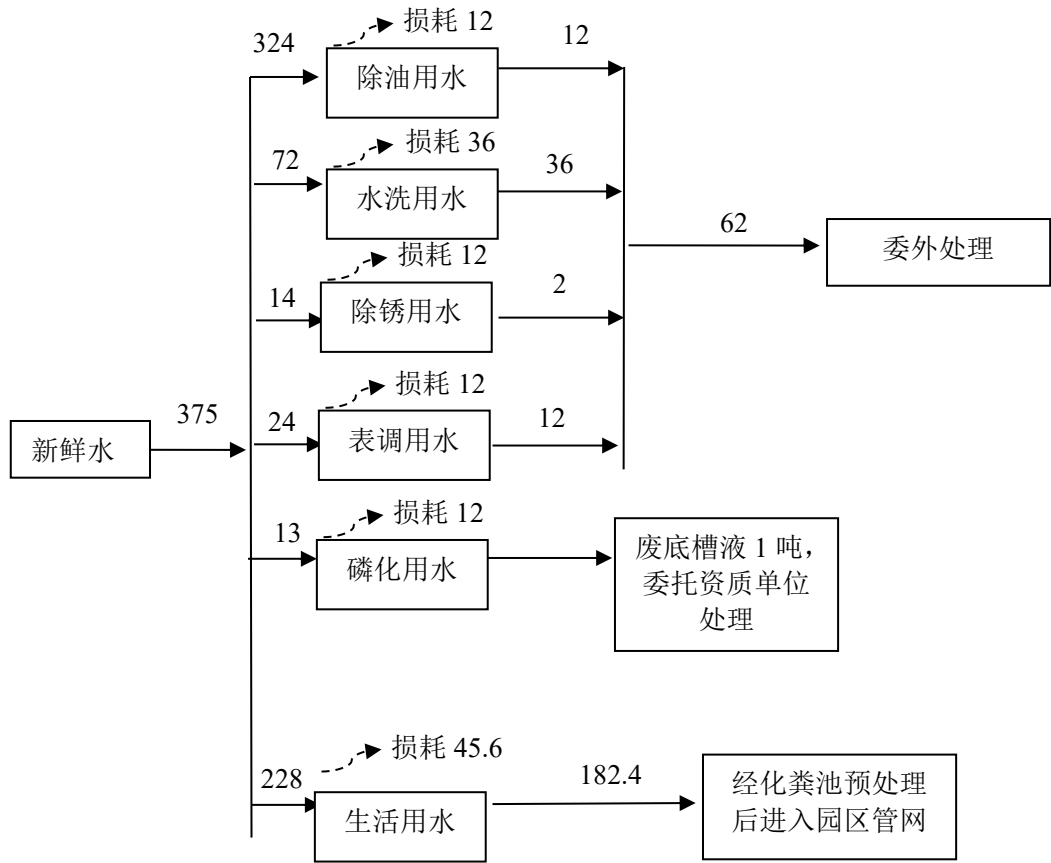 损耗 12
324
12
除油用水
损耗 36
72
36
水洗用水
62
委外处理
损耗 12
14
2
除锈用水
损耗 12
375
24
12
新鲜水
表调用水
损耗 12
13
磷化用水
废底槽液 1 吨，
委托资质单位
处理
损耗 45.6
228
182.4
生活用水
经化粪池预处理
后进入园区管网